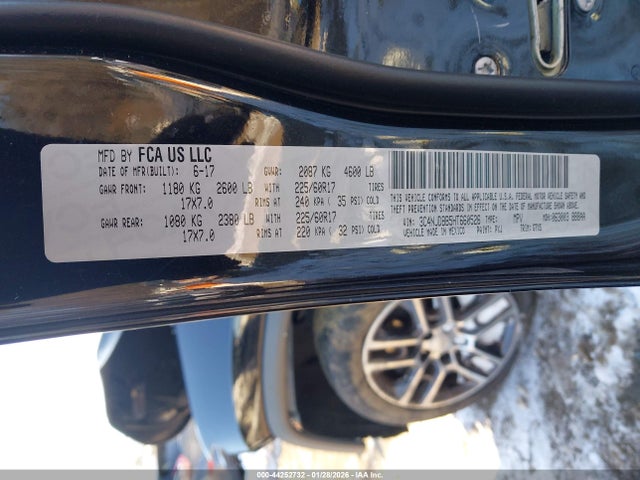 MFD BY FCA US LLC
DATE OF MFR(BUILT): 6-17 GVWR: 2087 KG 4600 LB
GAWR FRONT: 1180 KG 2600 LB WITH 225/60R17 TIRES
17X7.0 RIMS AT 240 KPA ( 35 PSI) COLD
GAWR REAR: 1080 KG 2380 LB WITH 225/60R17 TIRES
17X7.0 RIMS AT 220 KPA ( 32 PSI) COLD
THIS VEHICLE CONFORMS TO ALL APPLICABLE U.S.A. FEDERAL MOTOR VEHICLE SAFETY AND
THEFT PREVENTION STANDARDS IN EFFECT ON THE DATE OF MANUFACTURE SHOWN ABOVE.
VIN: TYPE: MPV MDH:
VEHICLE MADE IN MEXICO PAINT: TRIM:
000-44252732 - 01/28/2026 - IAA Inc.